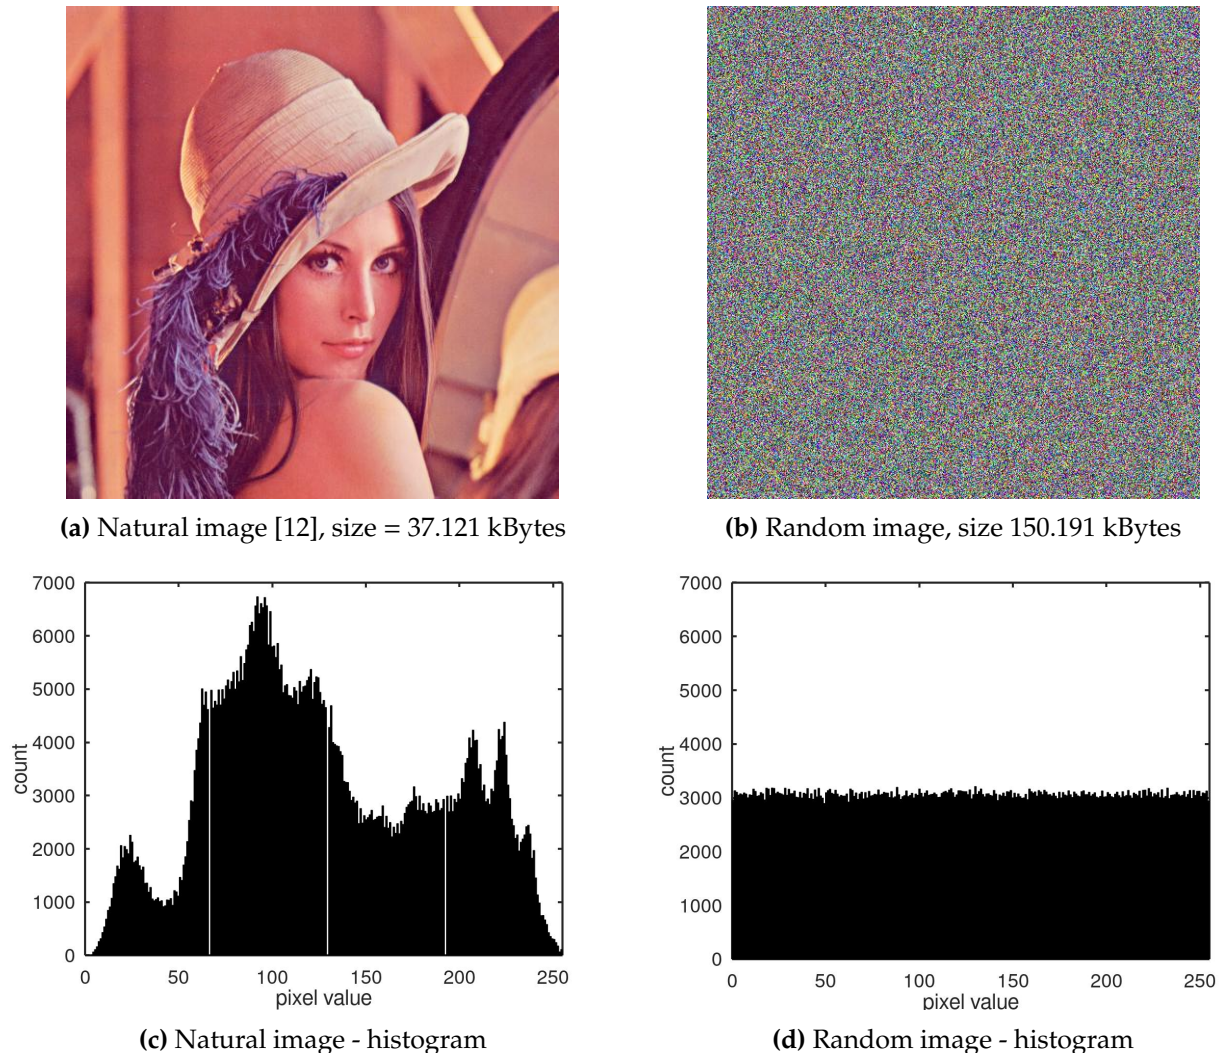 (a) Natural image [12], size = 37.121 kBytes
(b) Random image, size 150.191 kBytes
7000
6000
5000
4000
3000
2000
1000
0
count
0 50 100 150 200 250
pixel value
7000
6000
5000
4000
3000
2000
1000
0
count
0 50 100 150 200 250
pixel value
(c) Natural image - histogram
(d) Random image - histogram